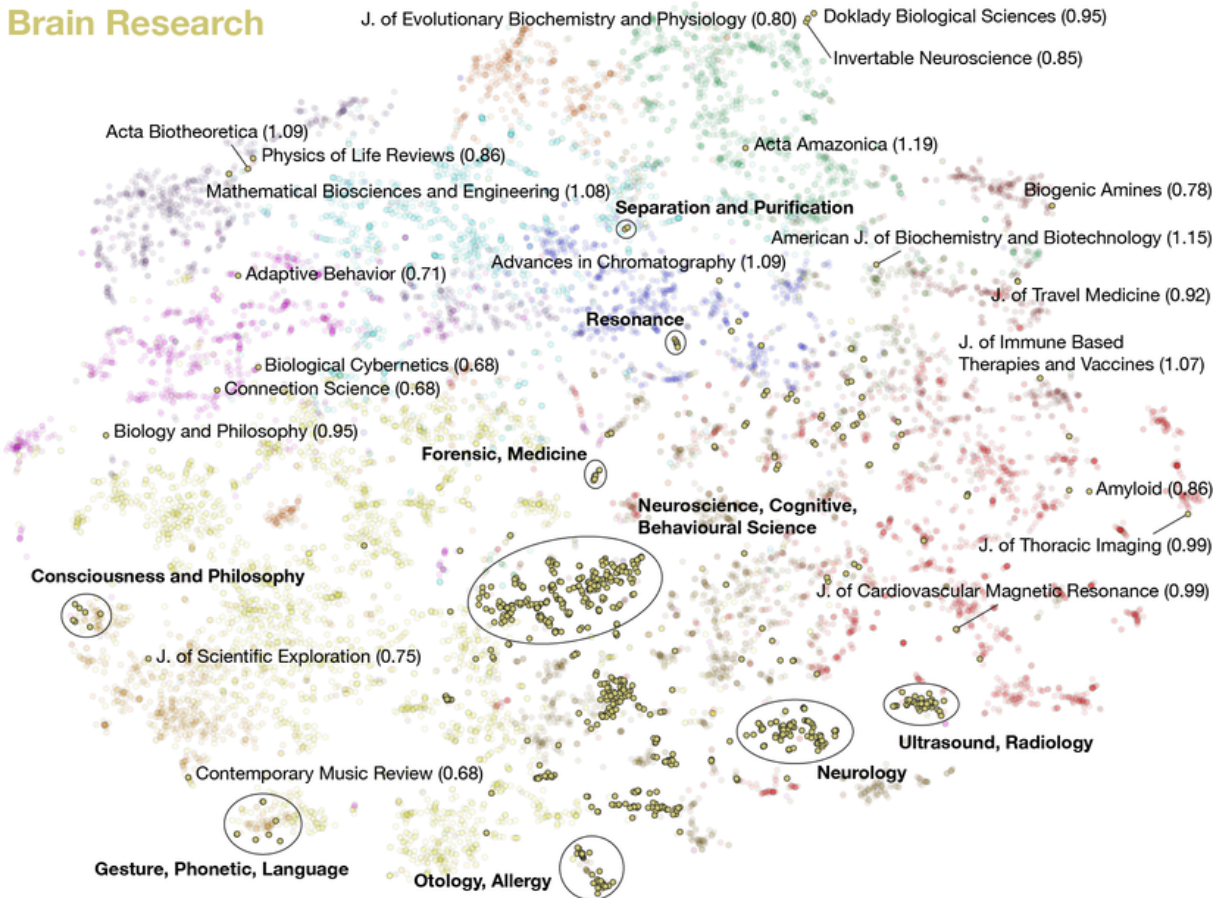 Brain Research
J. of Evolutionary Biochemistry and Physiology (0.80)
Doklady Biological Sciences (0.95)
Invertable Neuroscience (0.85)
Acta Biotheoretica (1.09)
Physics of Life Reviews (0.86)
Acta Amazonica (1.19)
Mathematical Biosciences and Engineering (1.08)
Biogenic Amines (0.78)
Separation and Purification
American J. of Biochemistry and Biotechnology (1.15)
Advances in Chromatography (1.09)
Adaptive Behavior (0.71)
J. of Travel Medicine (0.92)
Resonance
J. of Immune Based
Therapies and Vaccines (1.07)
Biological Cybernetics (0.68)
Connection Science (0.68)
Biology and Philosophy (0.95)
Forensic, Medicine
Amyloid (0.86)
Neuroscience, Cognitive,
Behavioural Science
J. of Thoracic Imaging (0.99)
Consciousness and Philosophy
J. of Cardiovascular Magnetic Resonance (0.99)
J. of Scientific Exploration (0.75)
Ultrasound, Radiology
Neurology
Contemporary Music Review (0.68)
Gesture, Phonetic, Language
Otology, Allergy